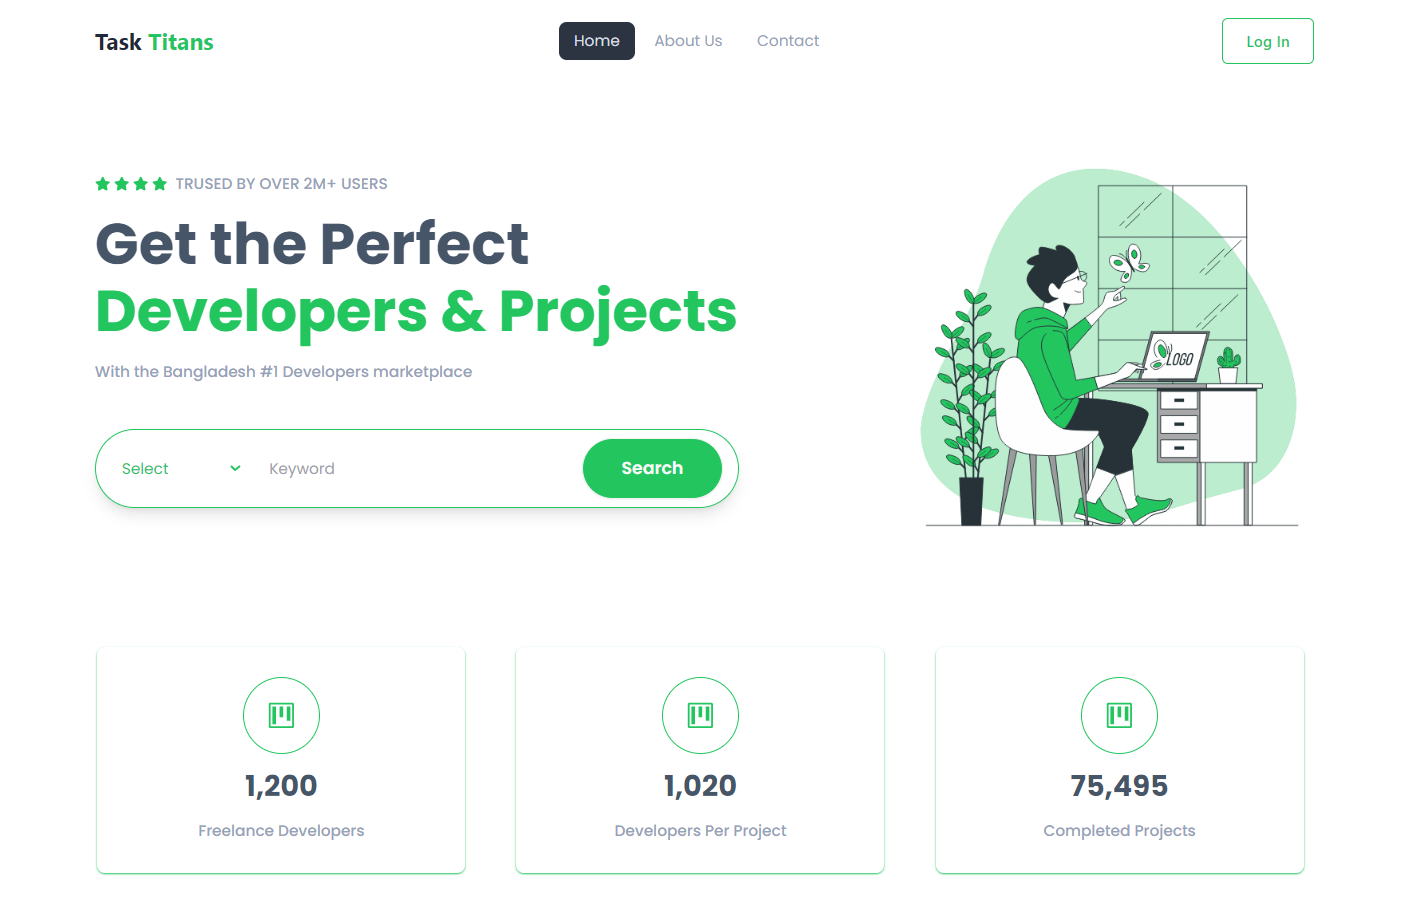 Task Titans
Home About Us Contact
Log In
TRUSED BY OVER 2M+ USERS
Get the Perfect
Developers & Projects
With the Bangladesh #1 Developers marketplace
Select Keyword Search
LOGO
1,200
Freelance Developers
1,020
Developers Per Project
75,495
Completed Projects